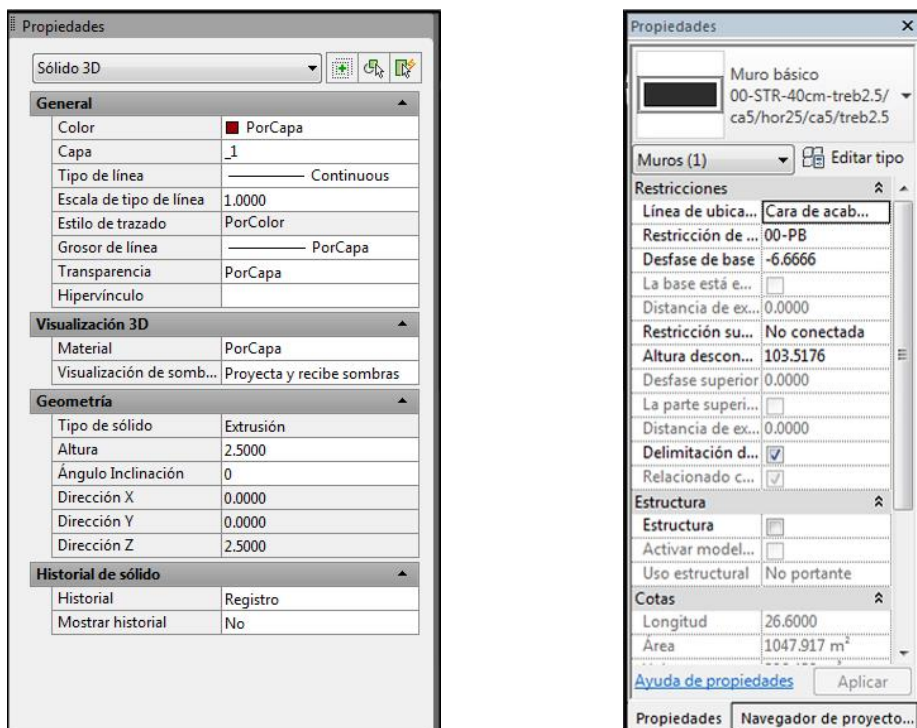 Propiedades
Sólido 3D
General
Color PorCapa
Capa _1
Tipo de línea Continuous
Escala de tipo de línea 1.0000
Estilo de trazado PorColor
Grosor de línea PorCapa
Transparencia PorCapa
Hipervínculo
Visualización 3D
Material PorCapa
Visualización de somb... Proyecta y recibe sombras
Geometría
Tipo de sólido Extrusión
Altura 2.5000
Ángulo Inclinación 0
Dirección X 0.0000
Dirección Y 0.0000
Dirección Z 2.5000
Historial de sólido
Historial Registro
Mostrar historial No
Propiedades
Muro básico
00-STR-40cm-treb2.5/
ca5/hor25/ca5/treb2.5
Muros (1) Editar tipo
Restricciones
Línea de ubica... Cara de acab...
Restricción de ... 00-PB
Desfase de base -6.6666
La base está e...
Distancia de ex... 0.0000
Restricción su... No conectada
Altura descon... 103.5176
Desfase superior 0.0000
La parte superi...
Distancia de ex... 0.0000
Delimitación d...
Relacionado c...
Estructura
Estructura
Activar model...
Uso estructural No portante
Cotas
Longitud 26.6000
Área 1047.917 m²
Ayuda de propiedades Aplicar
Propiedades Navegador de proyecto...